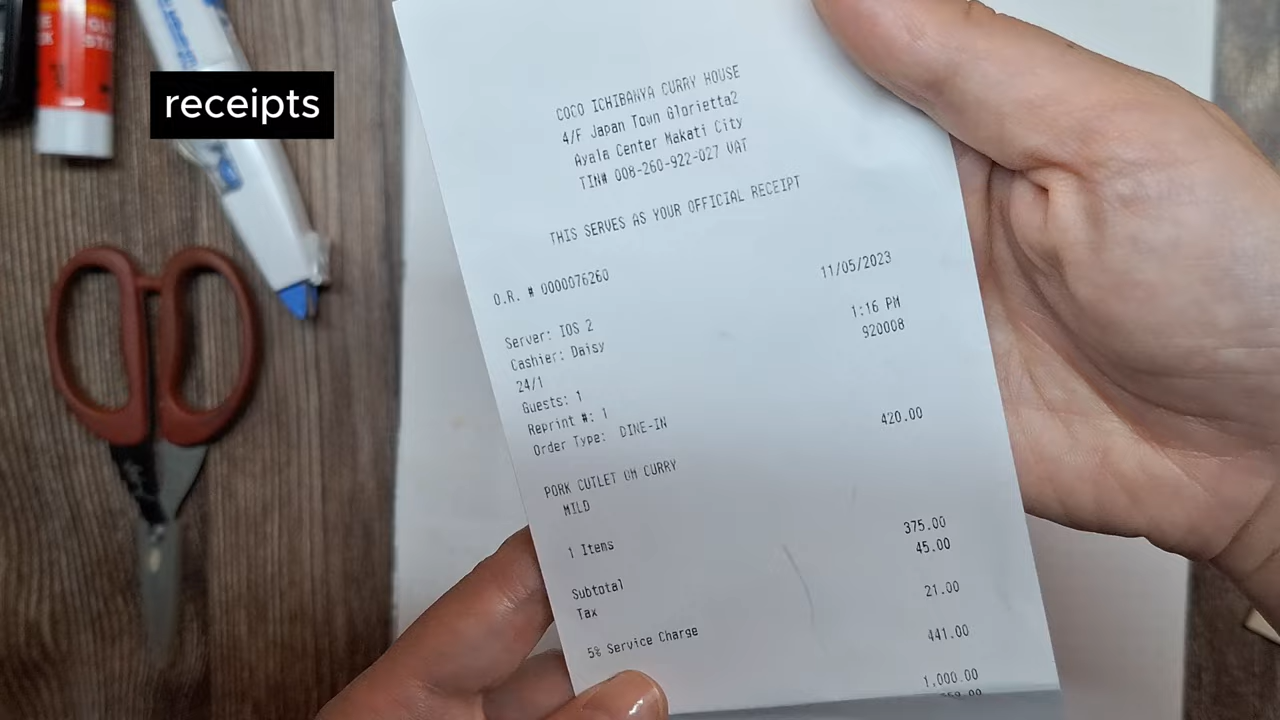 receipts
COCO ICHIBANYA CURRY HOUSE
4/F Japan Town Glorietta2
Ayala Center Makati City
TIN# 008-260-922-027 VAT
THIS SERVES AS YOUR OFFICIAL RECEIPT
O.R. # 0000076260
11/05/2023
Server: IOS 2
1:16 PM
Cashier: Daisy
920008
24/1
Guests: 1
Reprint #: 1
Order Type: DINE-IN
420.00
PORK CUTLET OM CURRY
MILD
1 Items
375.00
Subtotal
45.00
Tax
21.00
5% Service Charge
441.00
1,000.00